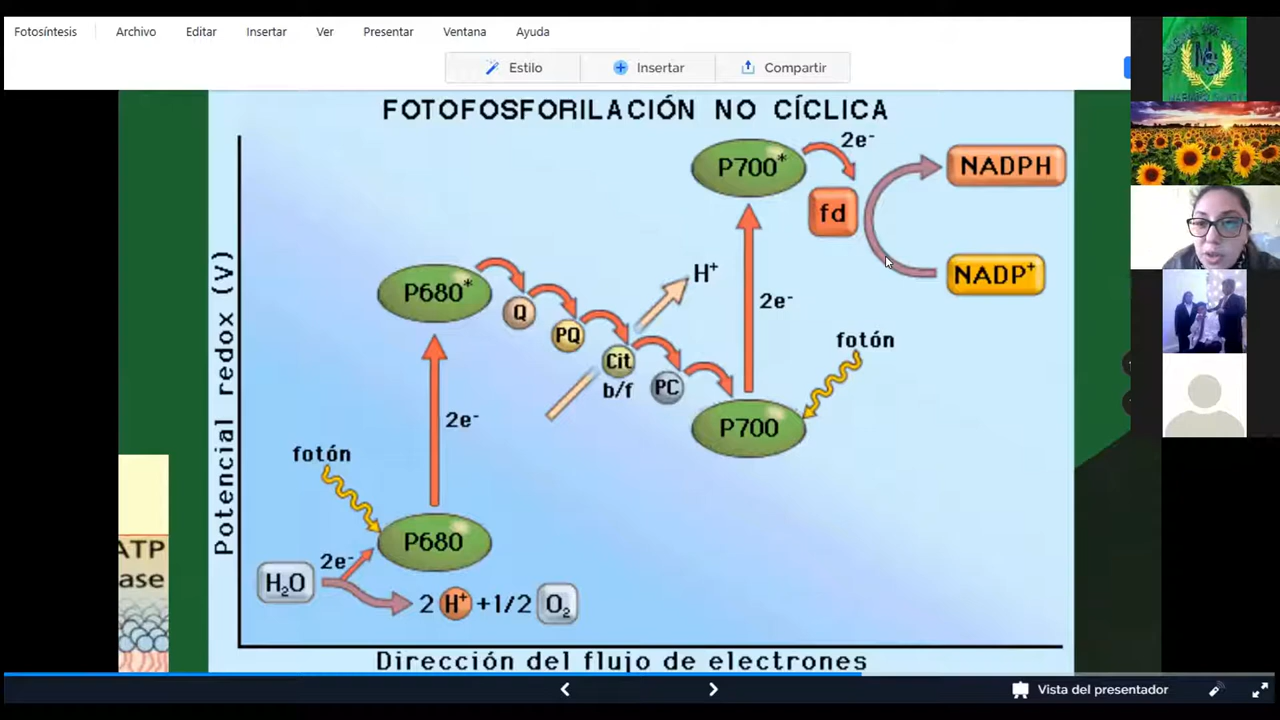 Fotosíntesis Archivo Editar Insertar Ver Presentar Ventana Ayuda
Estilo Insertar Compartir
FOTOFOSFORILACIÓN NO CÍCLICA
P700* 2e- NADPH
fd
NADP+
P680* Q PQ Cit b/f PC
H+
2e-
fotón
P700
2e-
fotón
P680
2e-
H2O
2 H+ +1/2 O2
Potencial redox (V)
Dirección del flujo de electrones
ATP
ase
Vista del presentador